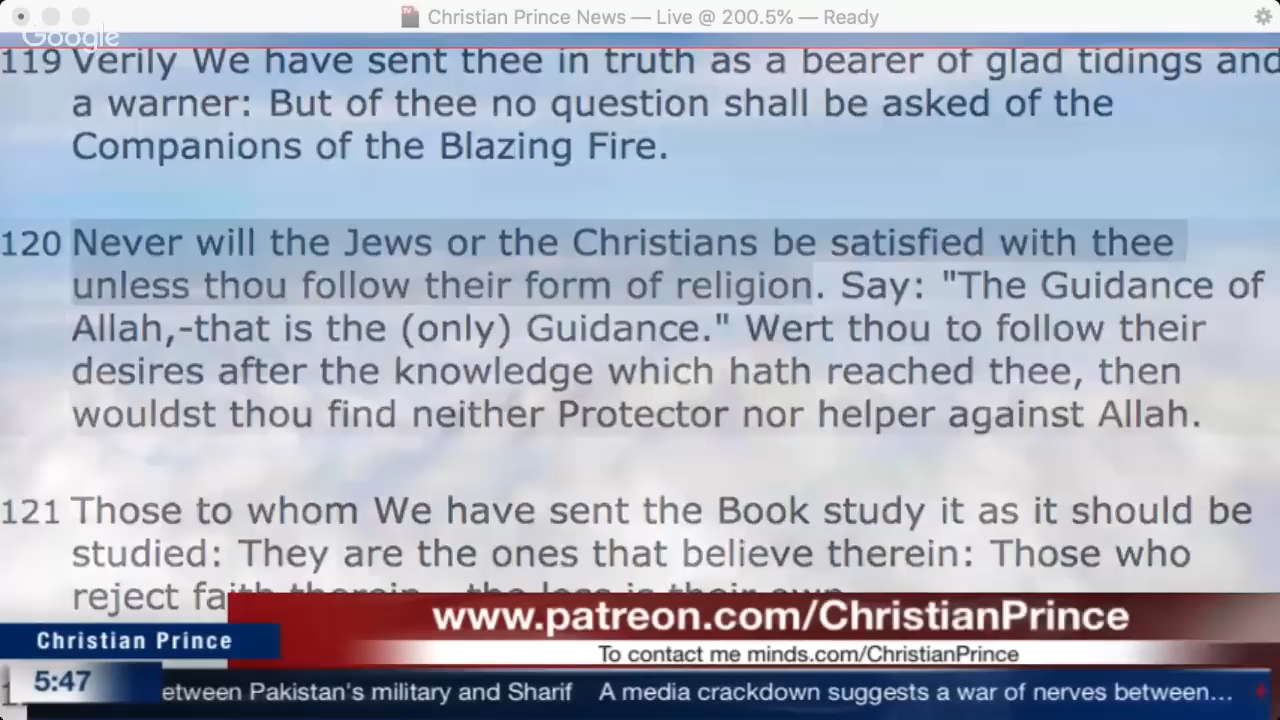 Christian Prince News — Live @ 200.5% — Ready
Google
119 Verily We have sent thee in truth as a bearer of glad tidings and
a warner: But of thee no question shall be asked of the
Companions of the Blazing Fire.
120 Never will the Jews or the Christians be satisfied with thee
unless thou follow their form of religion. Say: "The Guidance of
Allah,-that is the (only) Guidance." Wert thou to follow their
desires after the knowledge which hath reached thee, then
wouldst thou find neither Protector nor helper against Allah.
121 Those to whom We have sent the Book study it as it should be
studied: They are the ones that believe therein: Those who
reject faith therein,- the loss is their own.
www.patreon.com/ChristianPrince
Christian Prince
To contact me minds.com/ChristianPrince
5:47
etween Pakistan's military and Sharif A media crackdown suggests a war of nerves between...